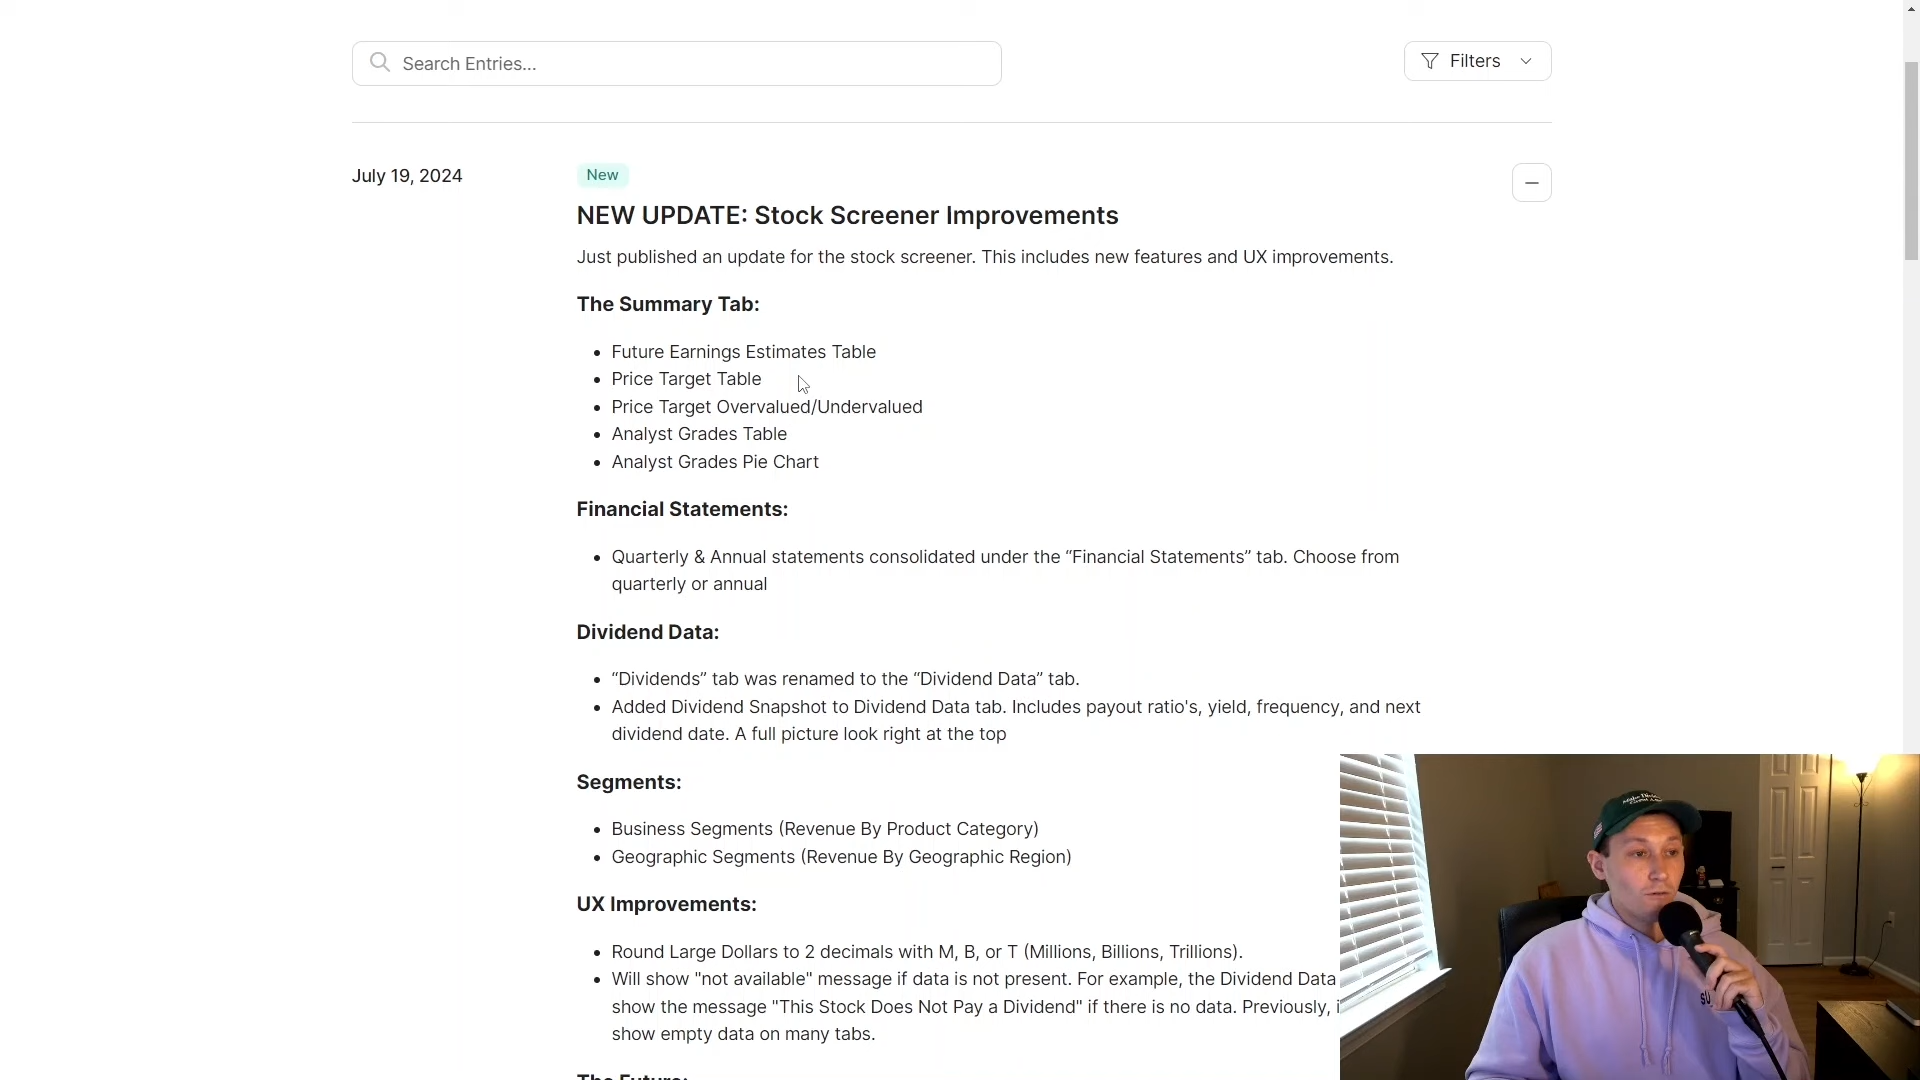 Search Entries...
Filters
July 19, 2024
New
NEW UPDATE: Stock Screener Improvements
Just published an update for the stock screener. This includes new features and UX improvements.
The Summary Tab:
Future Earnings Estimates Table
Price Target Table
Price Target Overvalued/Undervalued
Analyst Grades Table
Analyst Grades Pie Chart
Financial Statements:
Quarterly & Annual statements consolidated under the “Financial Statements” tab. Choose from
quarterly or annual
Dividend Data:
“Dividends” tab was renamed to the “Dividend Data” tab.
Added Dividend Snapshot to Dividend Data tab. Includes payout ratio's, yield, frequency, and next
dividend date. A full picture look right at the top
Segments:
Business Segments (Revenue By Product Category)
Geographic Segments (Revenue By Geographic Region)
UX Improvements:
Round Large Dollars to 2 decimals with M, B, or T (Millions, Billions, Trillions).
Will show "not available" message if data is not present. For example, the Dividend Data
show the message "This Stock Does Not Pay a Dividend" if there is no data. Previously,
show empty data on many tabs.
The Future: